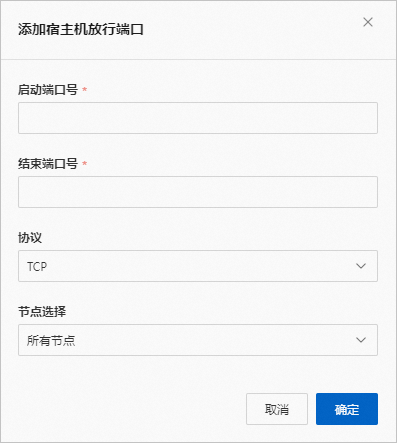 添加宿主机放行端口
启动端口号 *
结束端口号 *
协议
TCP
节点选择
所有节点
取消 确定